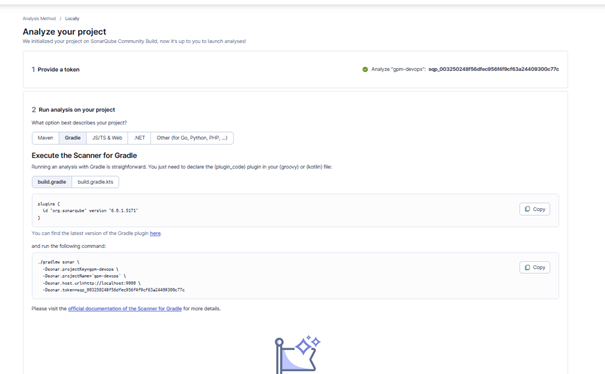 Analysis Method / Locally
Analyze your project
We initialized your project on SonarQube Community Build, now it's up to you to launch analyses!
1 Provide a token
Analyze "gpm-devops": sqp_003250248f56dfec956f4f9cf63a24409300c77c
2 Run analysis on your project
What option best describes your project?
Maven Gradle JS/TS & Web .NET Other (for Go, Python, PHP, ...)
Execute the Scanner for Gradle
Running an analysis with Gradle is straighforward. You just need to declare the {plugin_code} plugin in your {groovy} or {kotlin} file:
build.gradle build.gradle.kts
plugins {
id "org.sonarqube" version "6.0.1.5171"
}
Copy
You can find the latest version of the Gradle plugin here.
and run the following command:
./gradlew sonar \
-Dsonar.projectKey=gpm-devops \
-Dsonar.projectName='gpm-devops' \
-Dsonar.host.url=http://localhost:9000 \
-Dsonar.token=sqp_003250248f56dfec956f4f9cf63a24409300c77c
Copy
Please visit the official documentation of the Scanner for Gradle for more details.